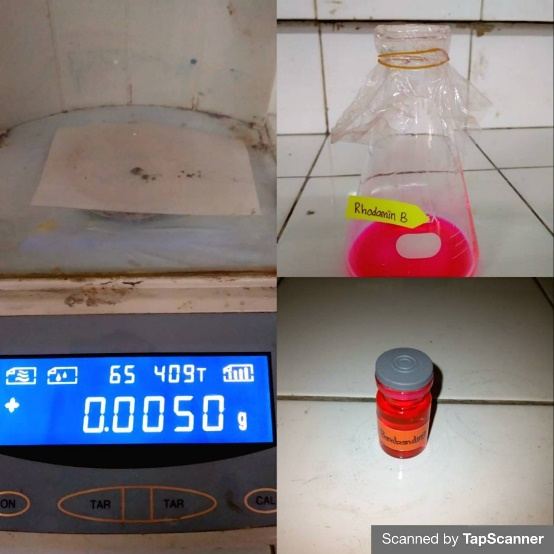 Rhodamin B
65 409T
+ 0.0050 g
ON TAR TAR CAL
Scanned by TapScanner